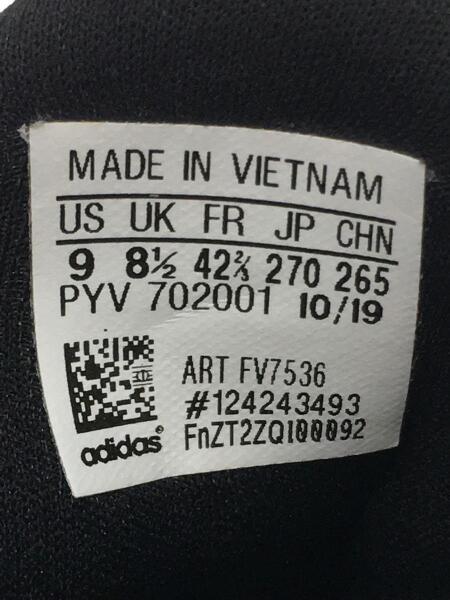 MADE IN VIETNAM
US UK FR JP CHN
9 8½ 42⅔ 270 265
PYV 702001 10/19
ART FV7536
#124243493
adidas®
FnZT2ZQI00092